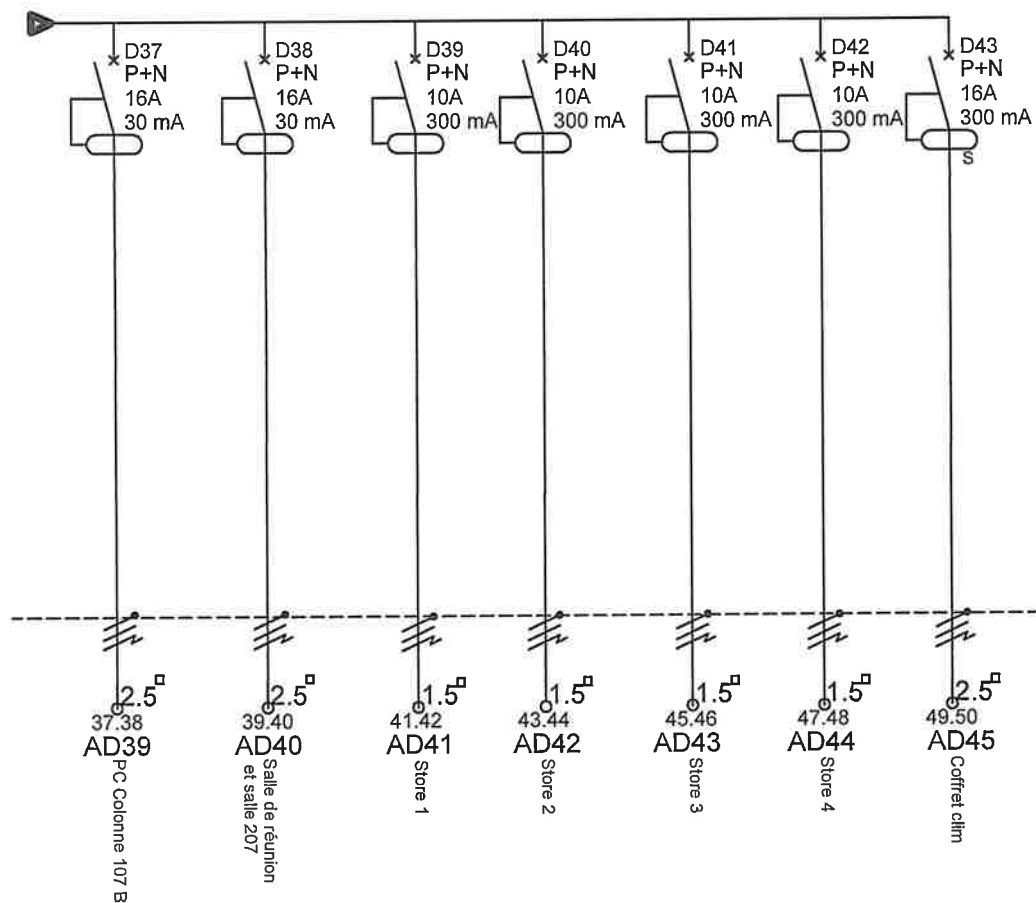 D37
P+N
16A
30 mA
D38
P+N
16A
30 mA
D39
P+N
10A
300 mA
D40
P+N
10A
300 mA
D41
P+N
10A
300 mA
D42
P+N
10A
300 mA
D43
P+N
16A
300 mA
S
2.5
37.38
AD39
PC Colonne 107 B
2.5
39.40
AD40
Salle de réunion
et salle 207
1.5
41.42
AD41
Store 1
1.5
43.44
AD42
Store 2
1.5
45.46
AD43
Store 3
1.5
47.48
AD44
Store 4
2.5
49.50
AD45
Coffret clim